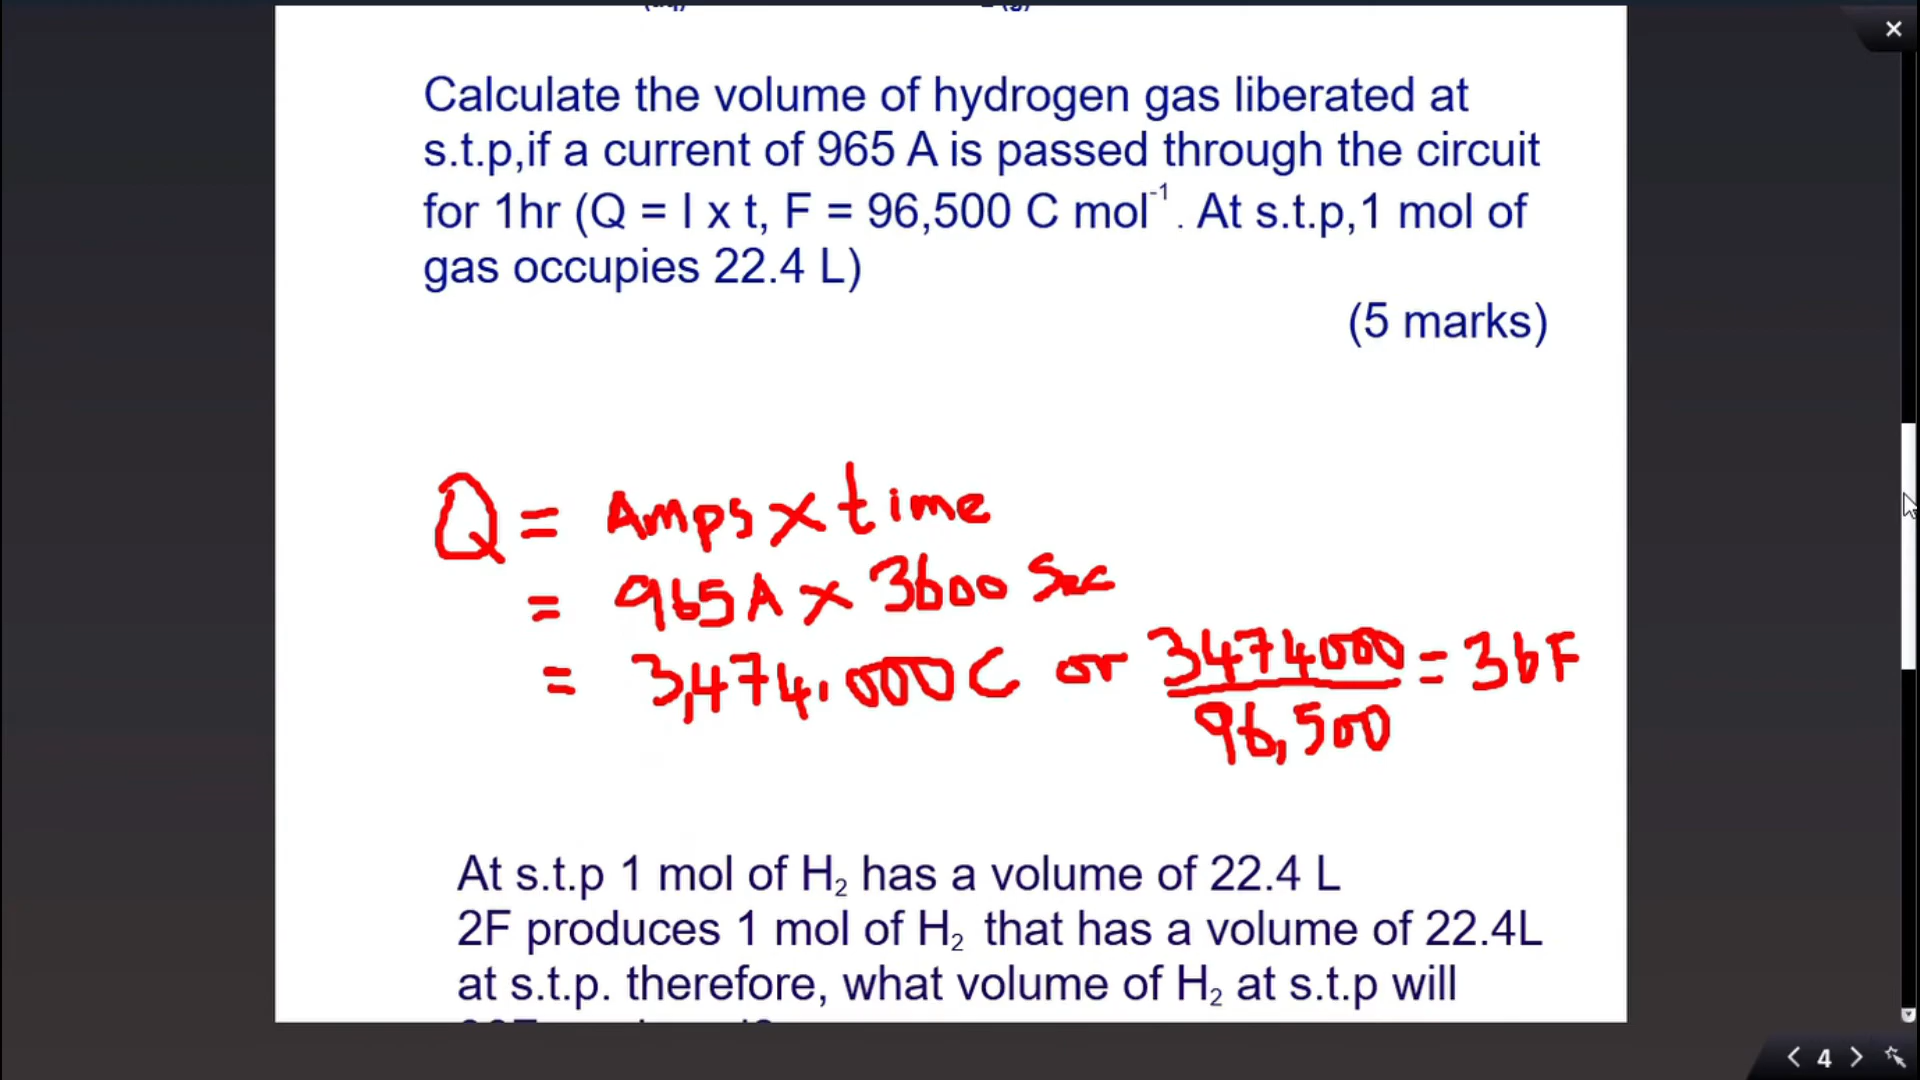 Calculate the volume of hydrogen gas liberated at
s.t.p,if a current of 965 A is passed through the circuit
for 1hr (Q = I x t, F = 96,500 C mol⁻¹. At s.t.p,1 mol of
gas occupies 22.4 L)
(5 marks)
Q = Amps x time
= 965 A x 3600 Sec
= 3,474.000 C or 3474000/96,500 = 36F
At s.t.p 1 mol of H₂ has a volume of 22.4 L
2F produces 1 mol of H₂ that has a volume of 22.4L
at s.t.p. therefore, what volume of H₂ at s.t.p will
4